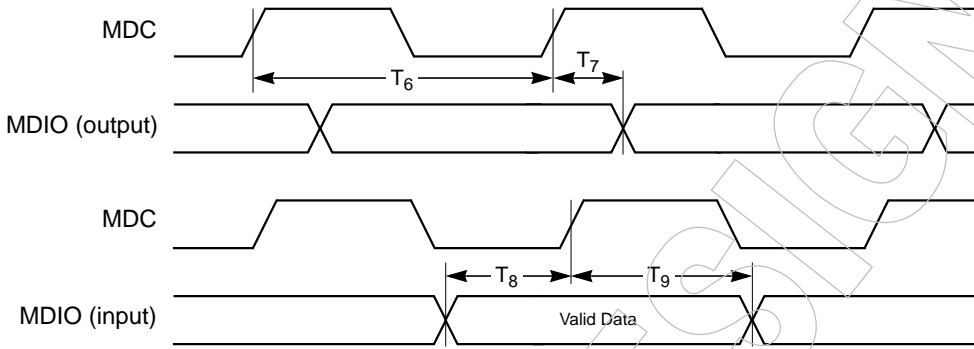 MDC
T6
T7
MDIO (output)
MDC
T8
T9
MDIO (input)
Valid Data